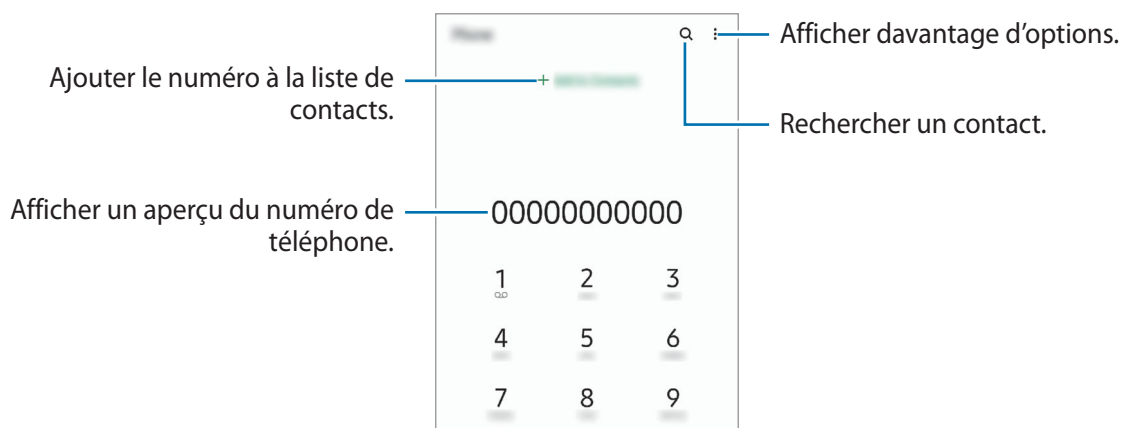 Afficher davantage d'options.
Ajouter le numéro à la liste de
contacts.
Rechercher un contact.
Afficher un aperçu du numéro de
téléphone.
00000000000
1 2 3
4 5 6
7 8 9